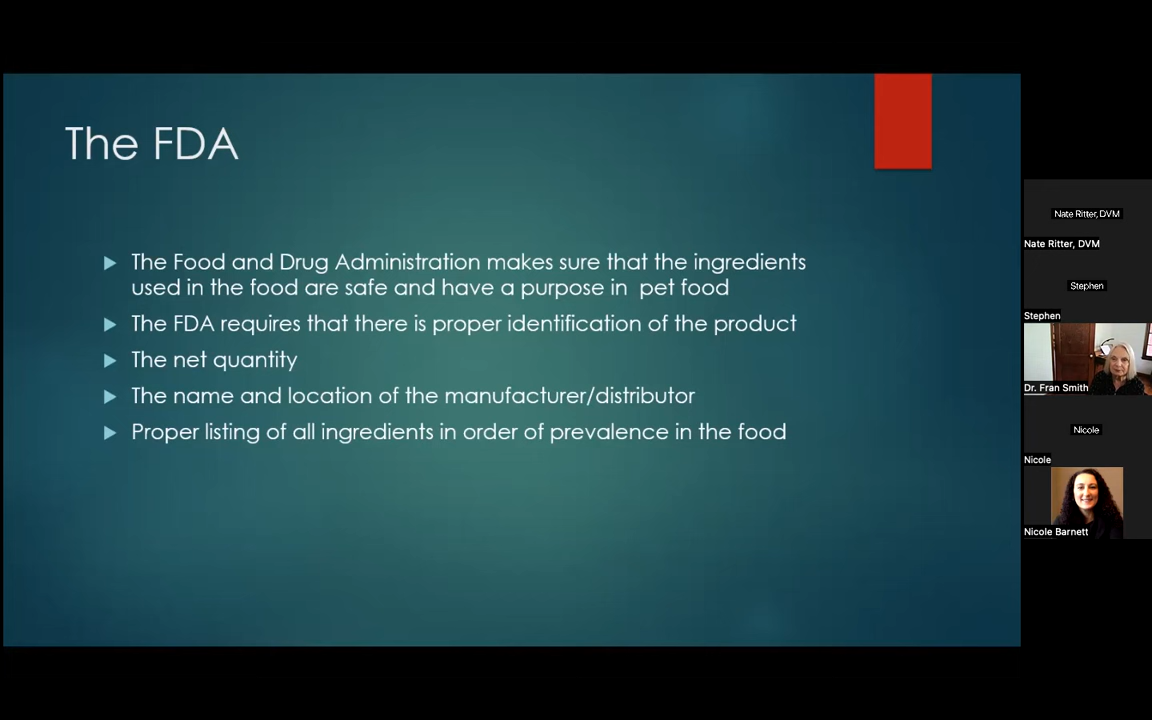 The FDA
The Food and Drug Administration makes sure that the ingredients
used in the food are safe and have a purpose in  pet food
The FDA requires that there is proper identification of the product
The net quantity
The name and location of the manufacturer/distributor
Proper listing of all ingredients in order of prevalence in the food
Nate Ritter, DVM
Nate Ritter, DVM
Stephen
Stephen
Dr. Fran Smith
Nicole
Nicole
Nicole Barnett